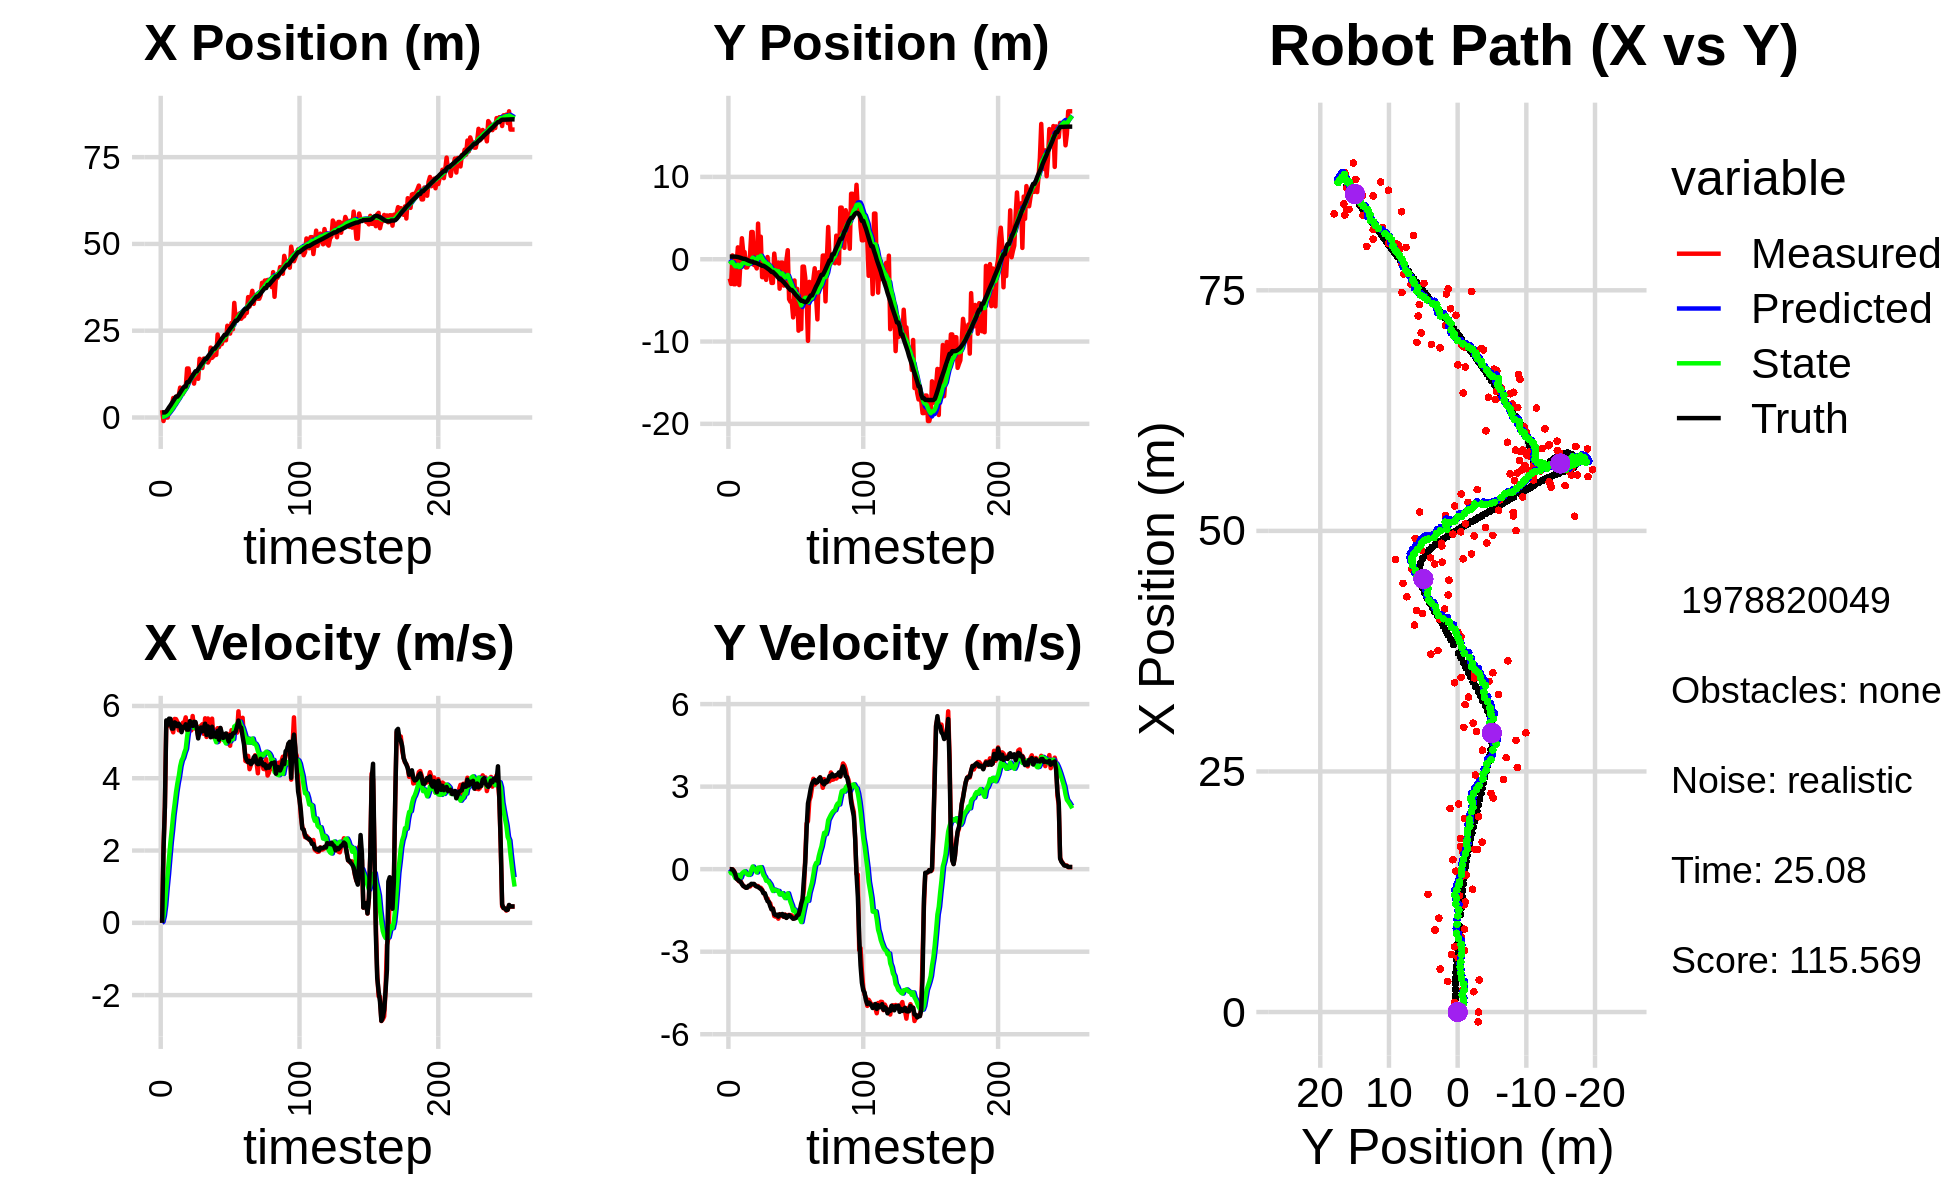 X Position (m)
75
50
25
0
0
100
200
timestep
Y Position (m)
10
0
-10
-20
0
100
200
timestep
X Velocity (m/s)
6
4
2
0
-2
0
100
200
timestep
Y Velocity (m/s)
6
3
0
-3
-6
0
100
200
timestep
Robot Path (X vs Y)
X Position (m)
75
50
25
0
20 10 0 -10 -20
Y Position (m)
variable
Measured
Predicted
State
Truth
1978820049
Obstacles: none
Noise: realistic
Time: 25.08
Score: 115.569